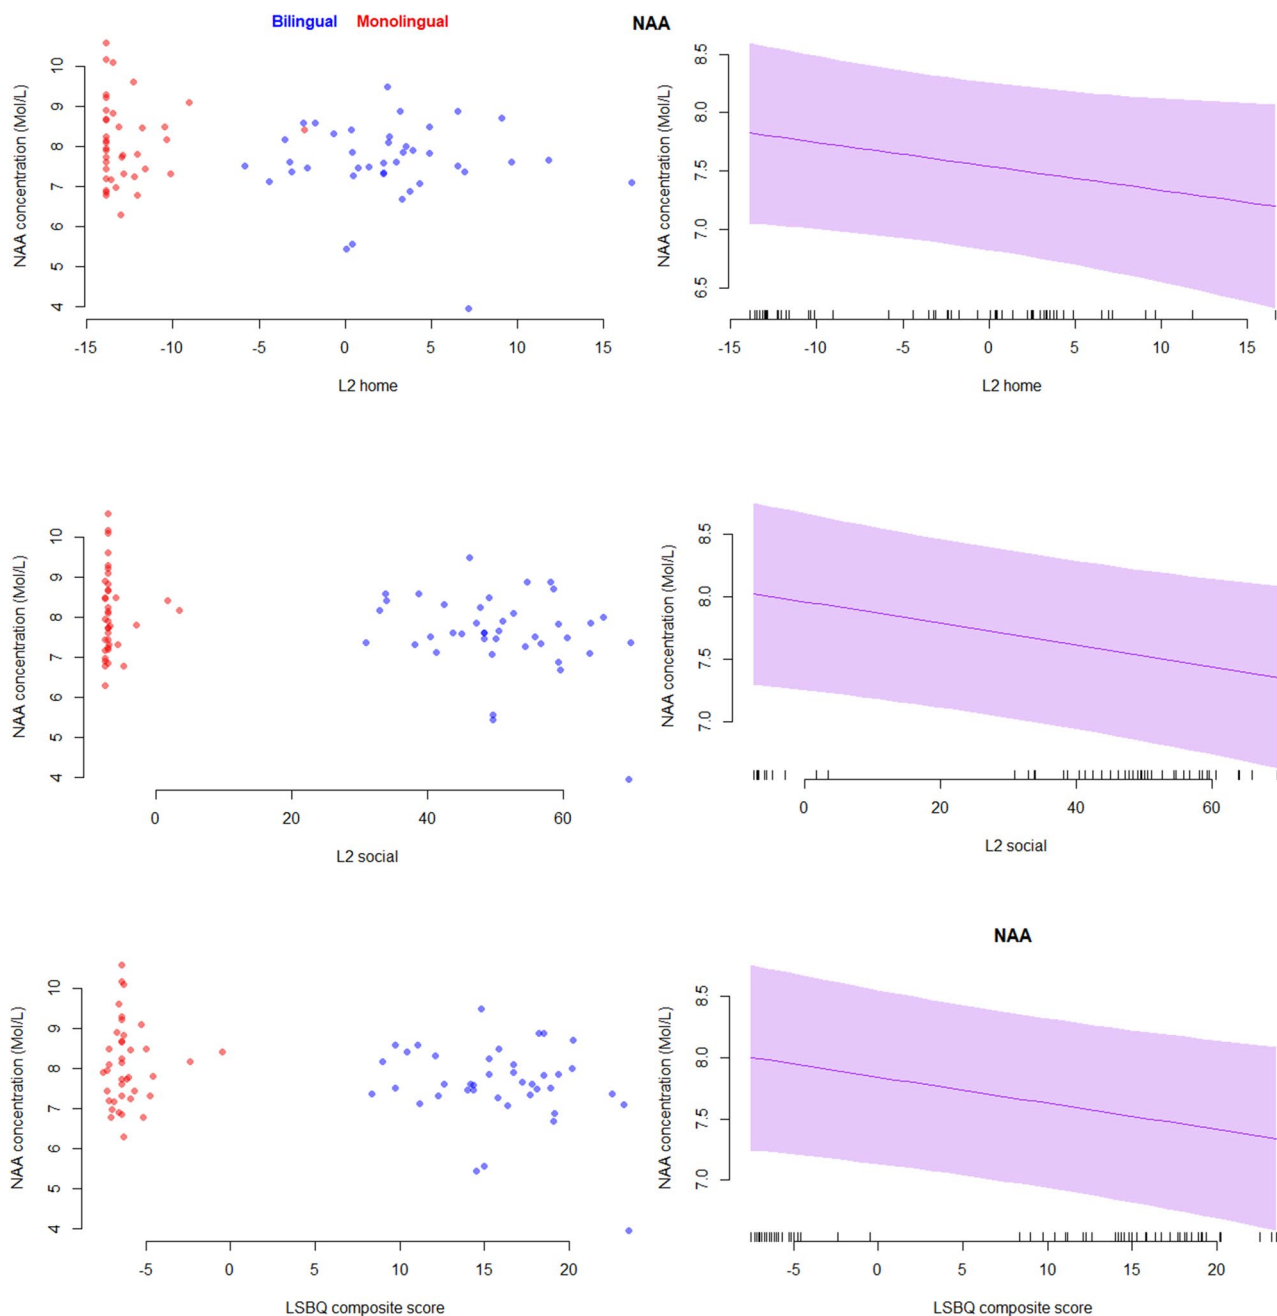 Bilingual Monolingual
NAA
NAA concentration (Mol/L)
10
9
8
7
6
5
4
-15 -10 -5 0 5 10 15
L2 home
NAA concentration (Mol/L)
8.5
8.0
7.5
7.0
6.5
-15 -10 -5 0 5 10 15
L2 home
NAA concentration (Mol/L)
10
9
8
7
6
5
4
0 20 40 60
L2 social
NAA concentration (Mol/L)
8.5
8.0
7.5
7.0
0 20 40 60
L2 social
NAA concentration (Mol/L)
10
9
8
7
6
5
4
-5 0 5 10 15 20
LSBQ composite score
NAA
NAA concentration (Mol/L)
8.5
8.0
7.5
7.0
-5 0 5 10 15 20
LSBQ composite score